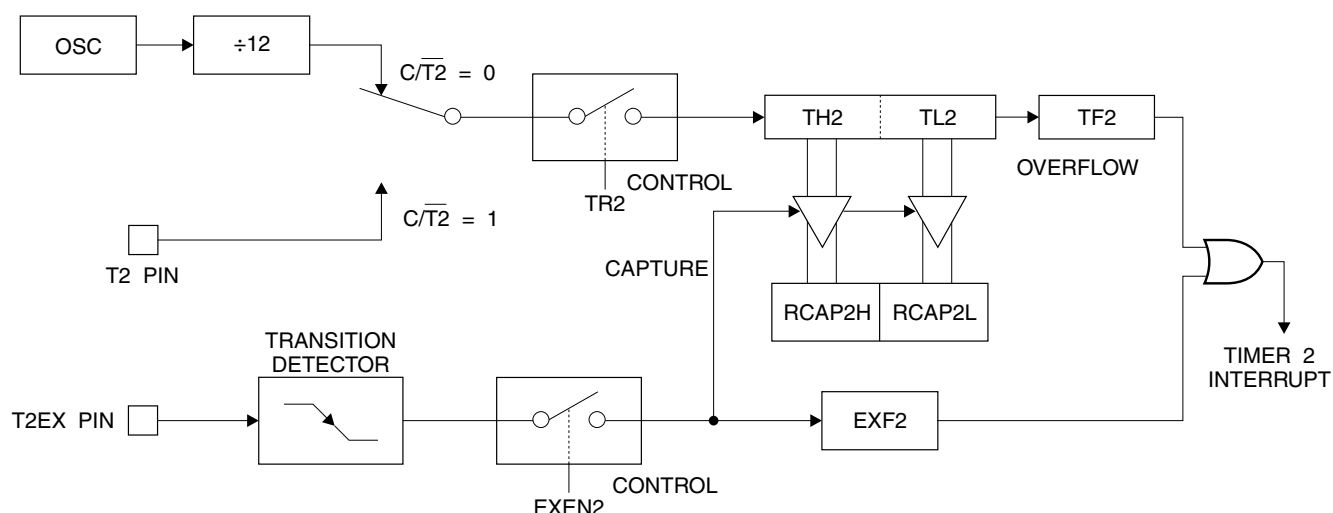 OSC
÷12
C/T2 = 0
TH2
TL2
TF2
OVERFLOW
CONTROL
TR2
C/T2 = 1
T2 PIN
CAPTURE
RCAP2H
RCAP2L
TRANSITION
DETECTOR
TIMER 2
INTERRUPT
T2EX PIN
EXF2
CONTROL
EXEN2